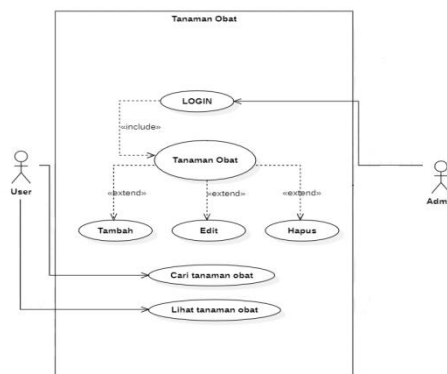 Tanaman Obat
LOGIN
«include»
Tanaman Obat
«extend»
«extend»
«extend»
Tambah
Edit
Hapus
User
Adm
Cari tanaman obat
Lihat tanaman obat